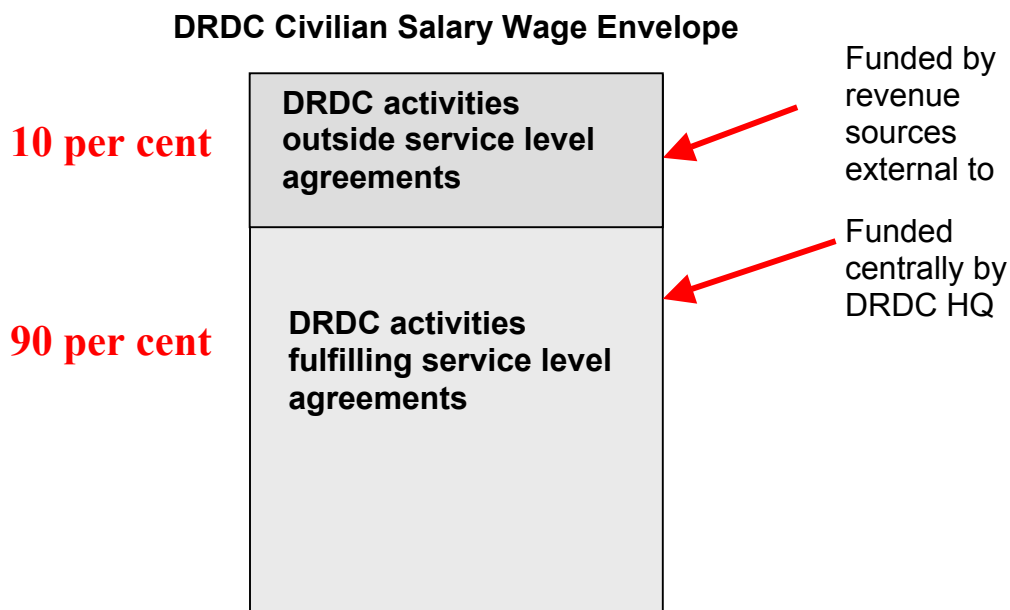 DRDC Civilian Salary Wage Envelope
10 per cent
DRDC activities
outside service level
agreements
Funded by
revenue
sources
external to
90 per cent
DRDC activities
fulfilling service level
agreements
Funded
centrally by
DRDC HQ